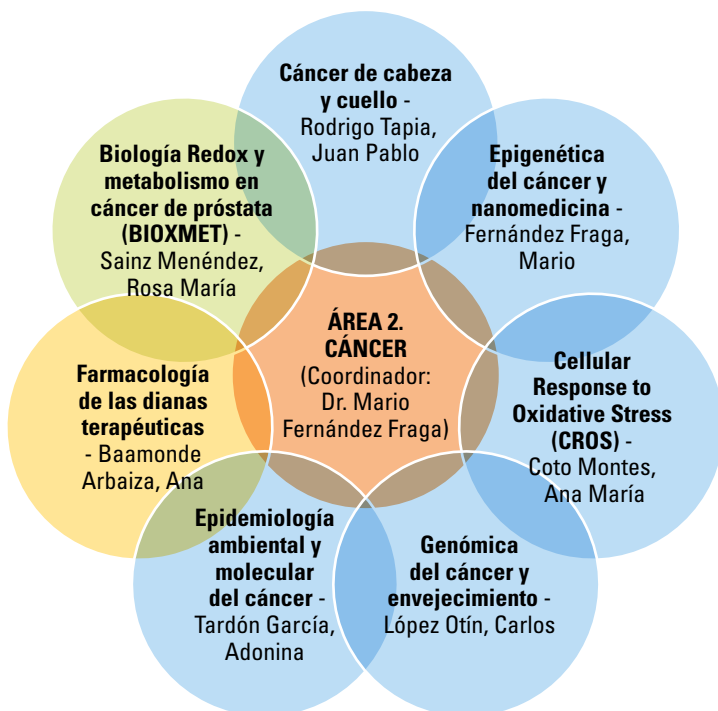 Cáncer de cabeza
y cuello -
Rodrigo Tapia,
Juan Pablo
Epigenética
del cáncer y
nanomedicina -
Fernández Fraga,
Mario
Cellular
Response to
Oxidative Stress
(CROS) -
Coto Montes,
Ana María
Genómica
del cáncer y
envejecimiento -
López Otín, Carlos
Epidemiología
ambiental y
molecular
del cáncer -
Tardón García,
Adonina
Farmacología
de las dianas
terapéuticas
- Baamonde
Arbaiza, Ana
Biología Redox y
metabolismo en
cáncer de próstata
(BIOXMET) -
Sainz Menéndez,
Rosa María
ÁREA 2.
CÁNCER
(Coordinador:
Dr. Mario
Fernández Fraga)